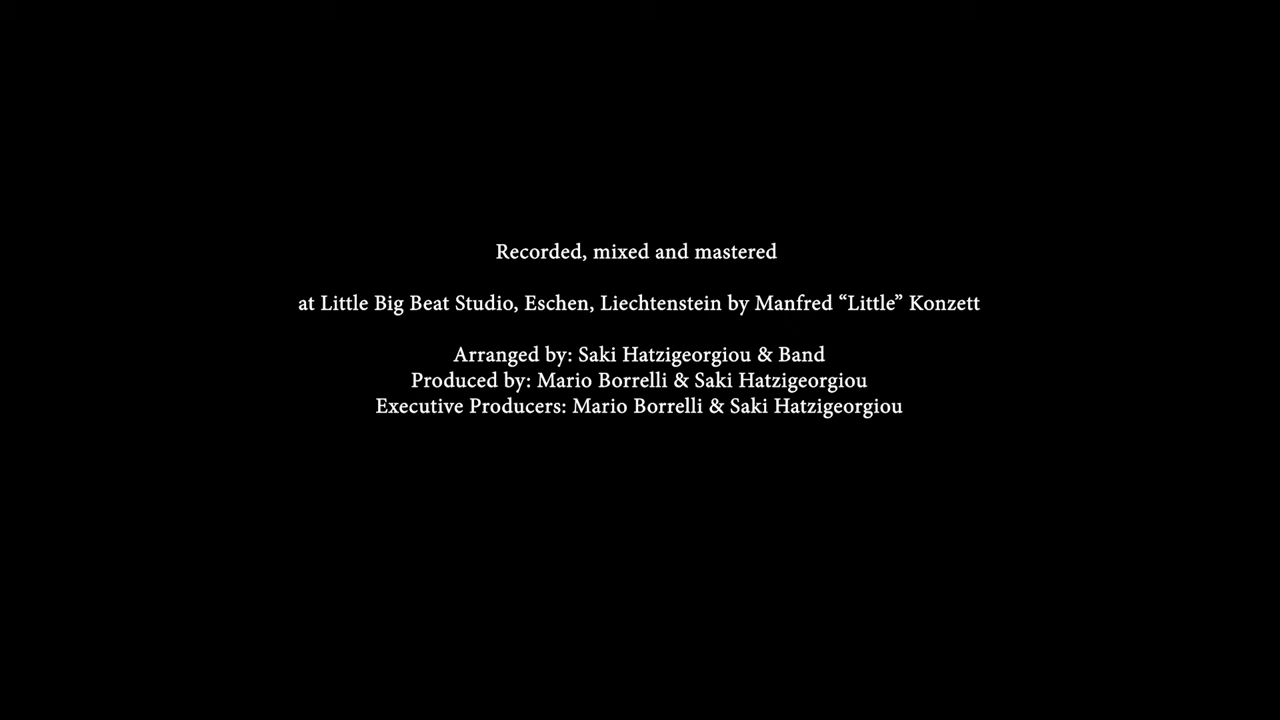 Recorded, mixed and mastered
at Little Big Beat Studio, Eschen, Liechtenstein by Manfred “Little” Konzett
Arranged by: Saki Hatzigeorgiou & Band
Produced by: Mario Borrelli & Saki Hatzigeorgiou
Executive Producers: Mario Borrelli & Saki Hatzigeorgiou